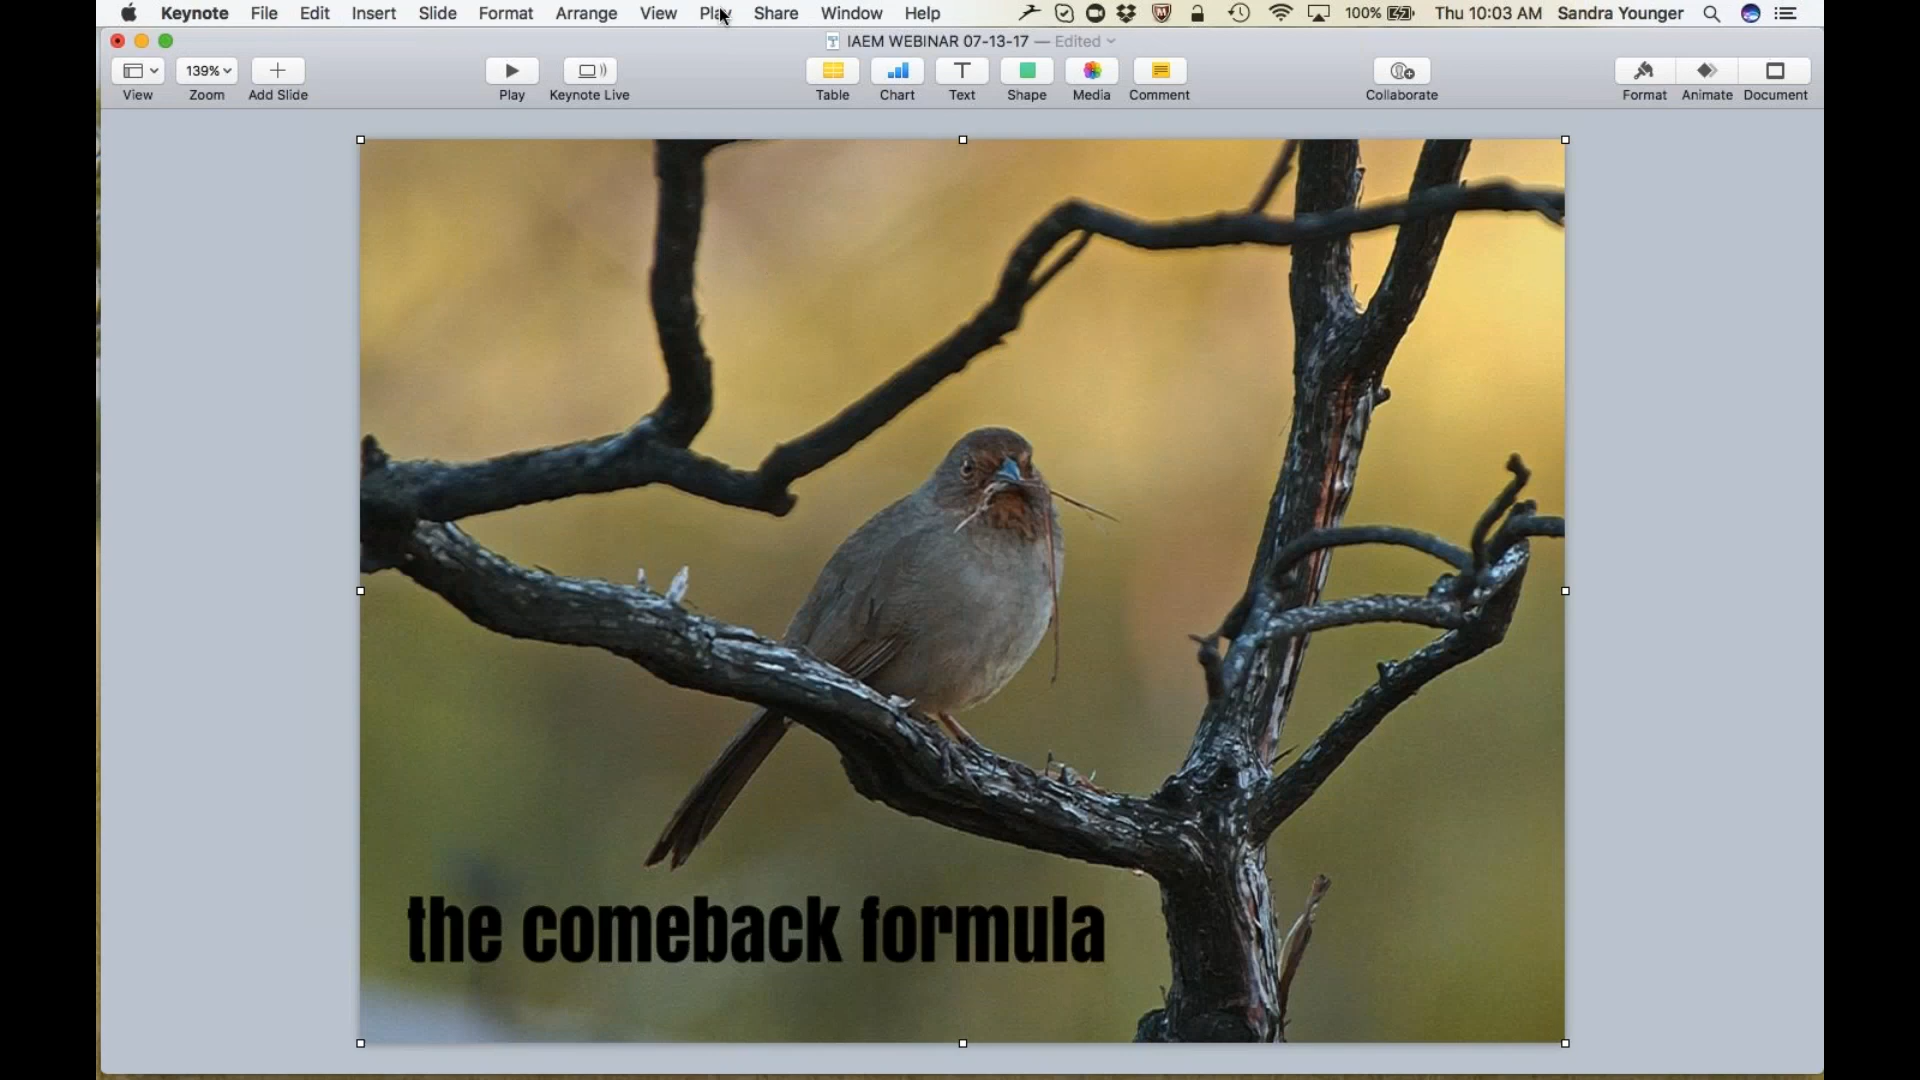 Keynote File Edit Insert Slide Format Arrange View Play Share Window Help 100% Thu 10:03 AM Sandra Younger
IAEM WEBINAR 07-13-17 — Edited
139%
View Zoom Add Slide Play Keynote Live Table Chart Text Shape Media Comment Collaborate Format Animate Document
the comeback formula